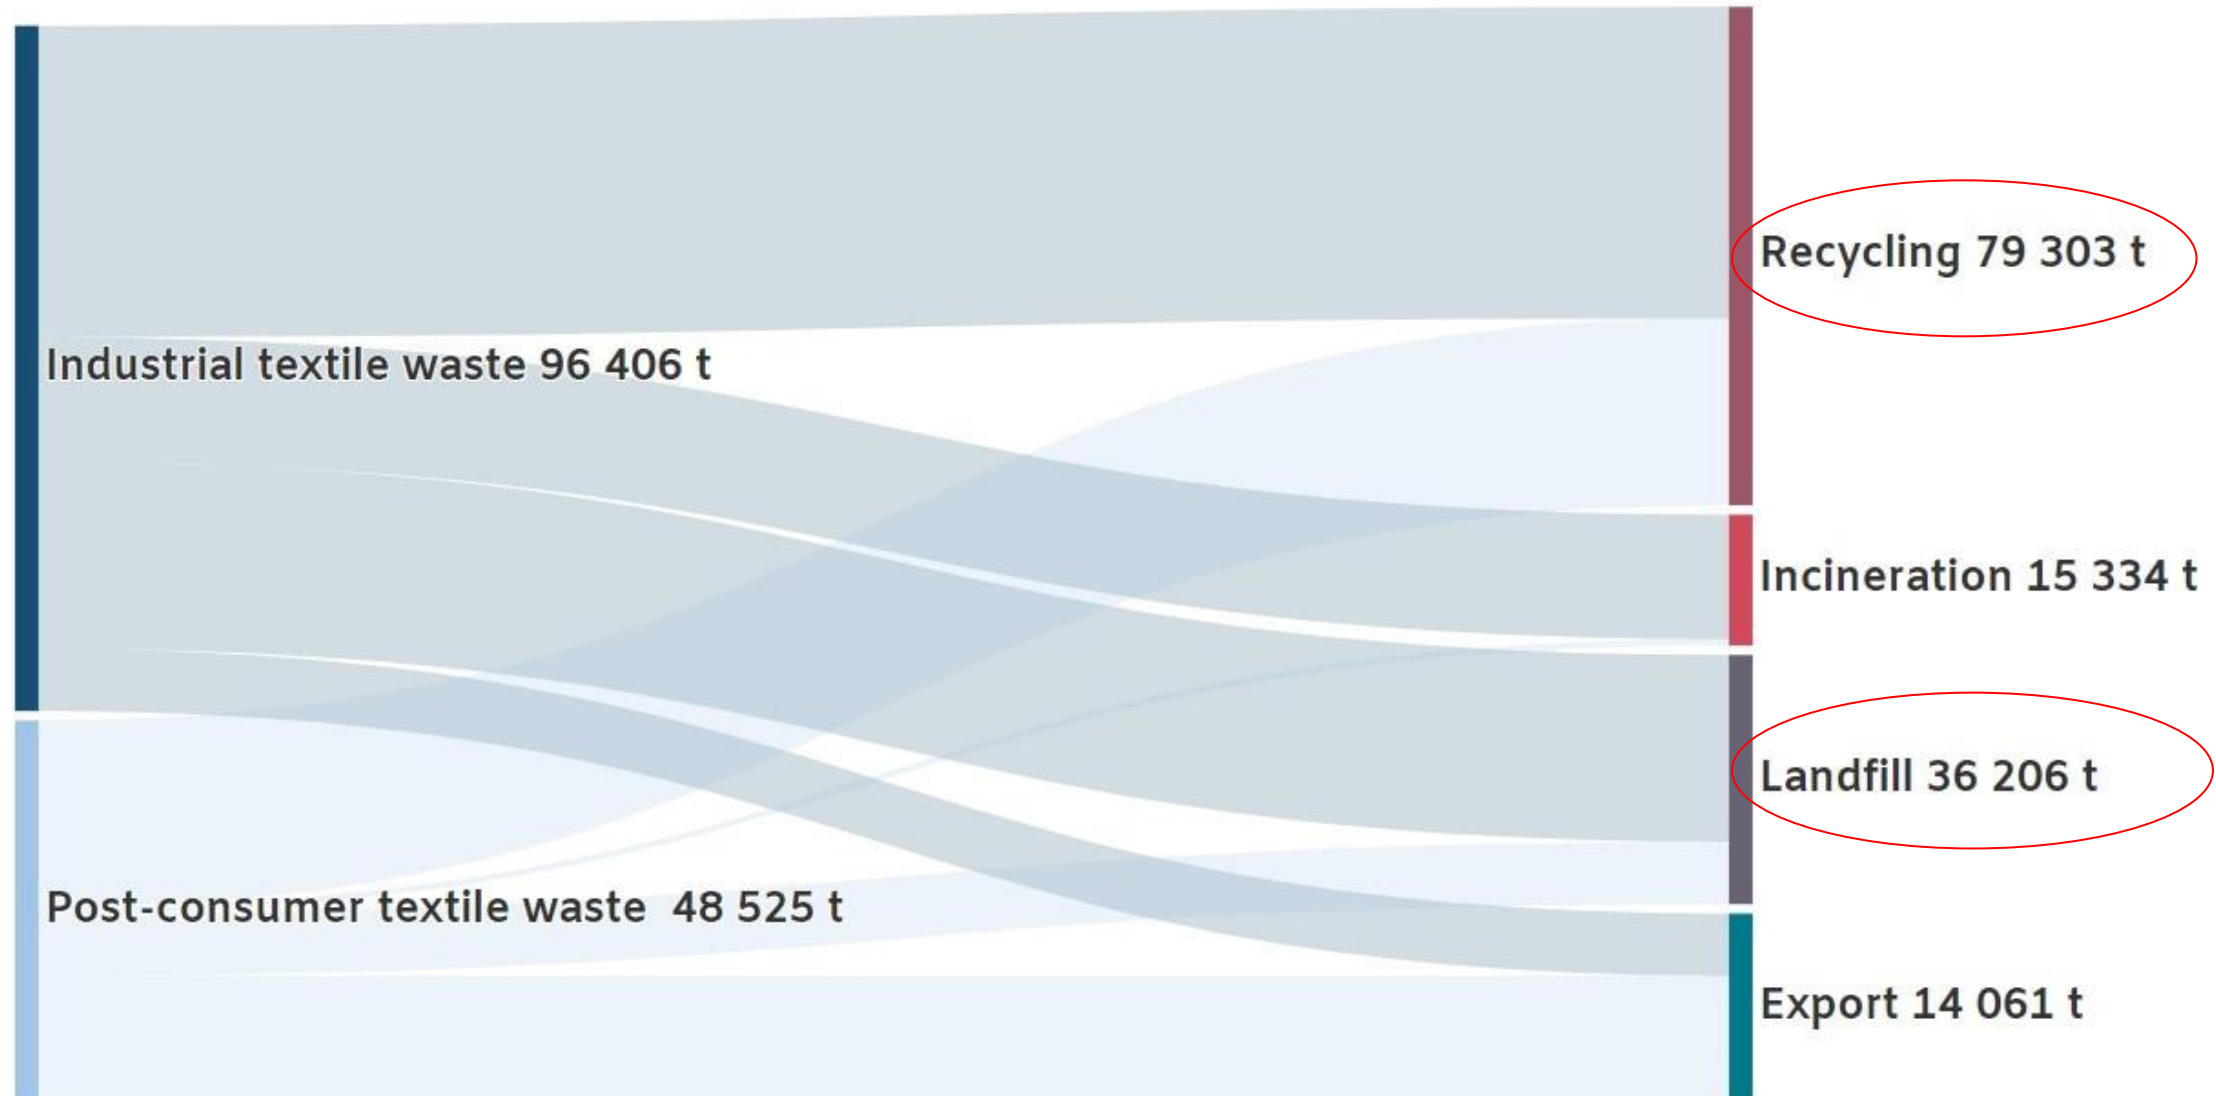 Recycling 79 303 t
Industrial textile waste 96 406 t
Incineration 15 334 t
Landfill 36 206 t
Post-consumer textile waste  48 525 t
Export 14 061 t